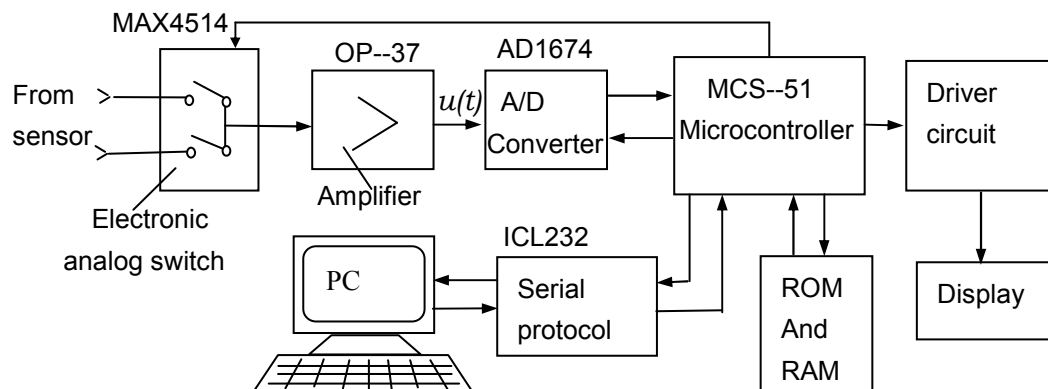 MAX4514
OP--37
AD1674
From
sensor
u(t)
A/D
Converter
MCS--51
Microcontroller
Driver
circuit
Amplifier
Electronic
analog switch
ICL232
PC
Serial
protocol
ROM
And
RAM
Display